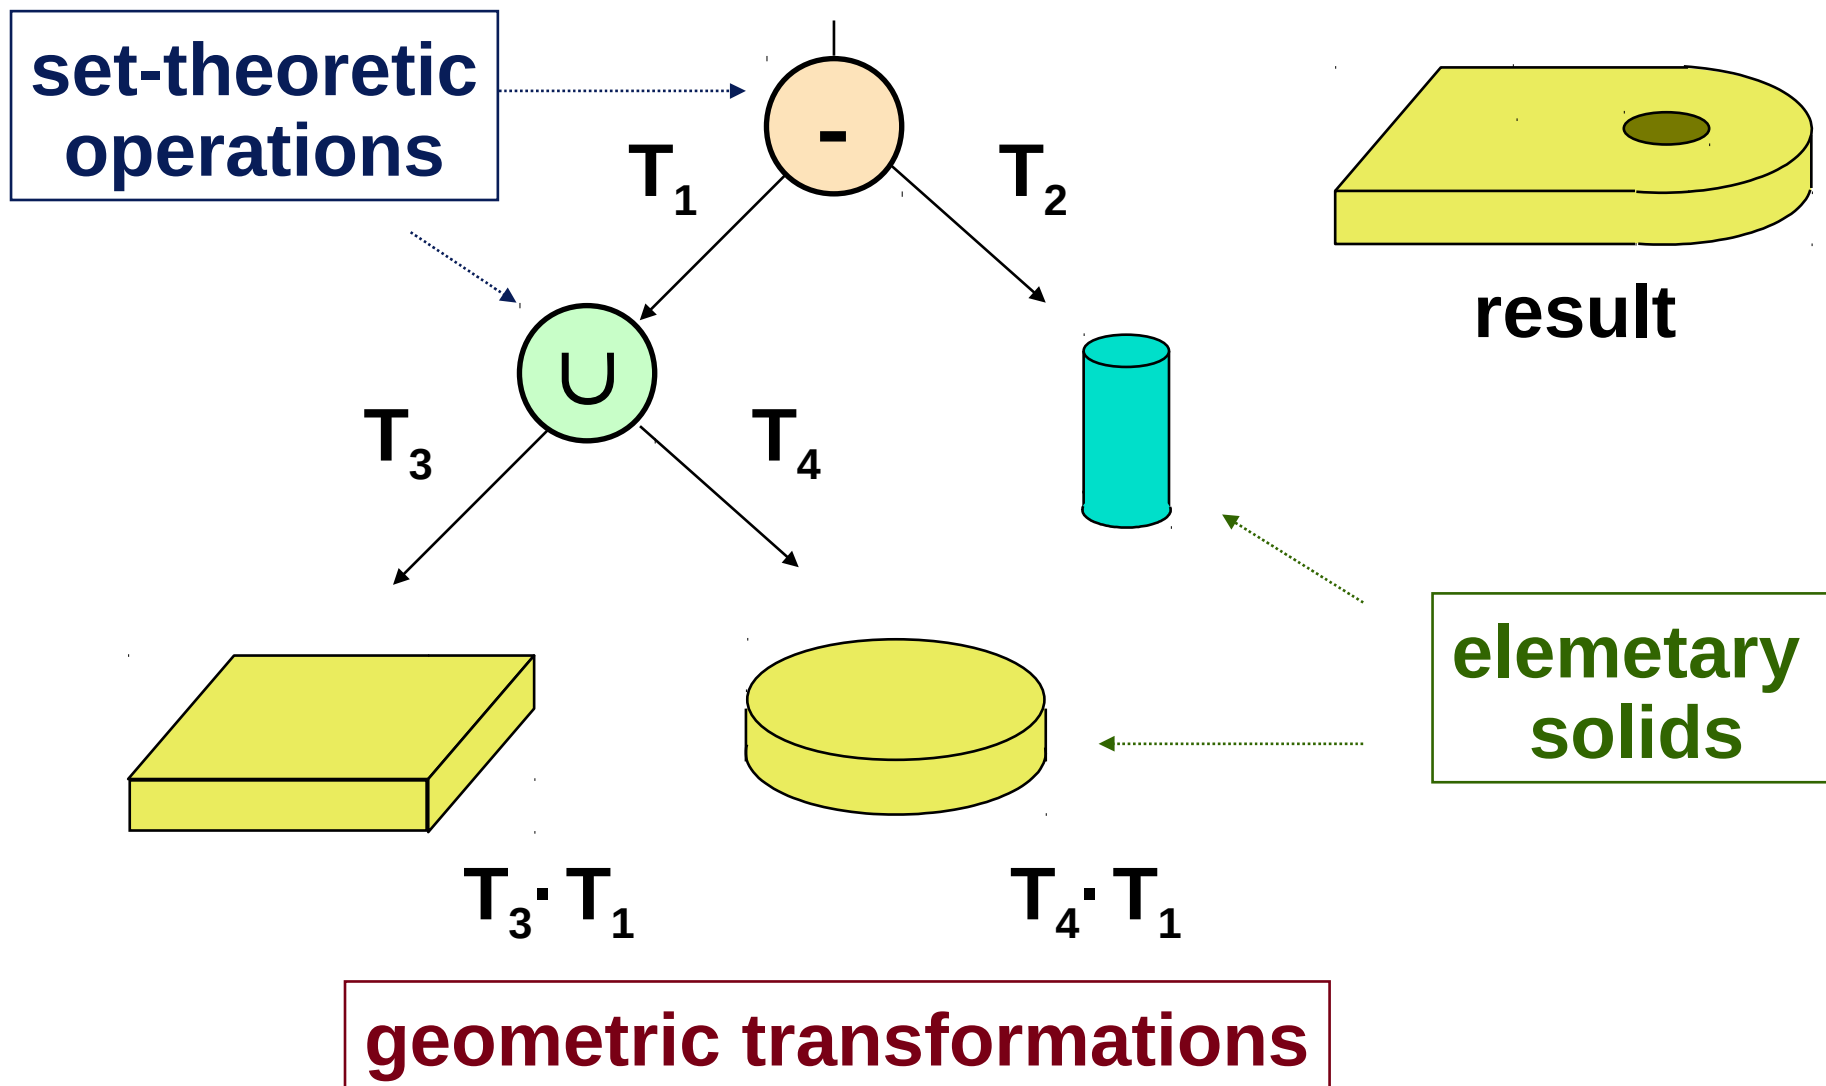 set-theoretic
operations
-
T1
T2
result
∪
T3
T4
elemetary
solids
T3· T1
T4· T1
geometric transformations